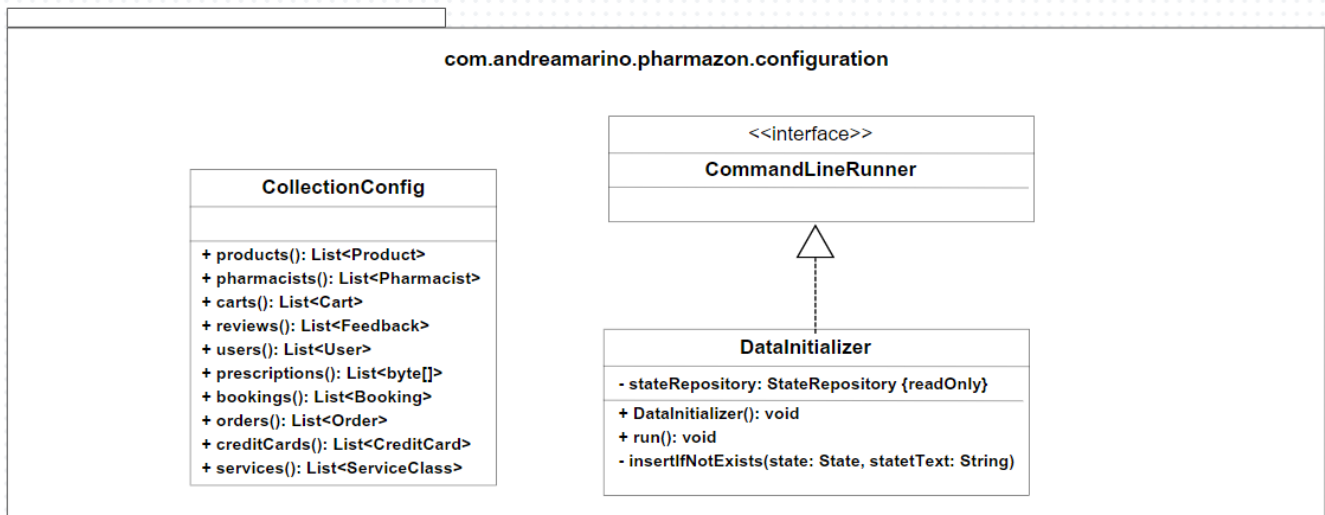 com.andreamarino.pharmazon.configuration
<<interface>>
CommandLineRunner
CollectionConfig
+ products(): List<Product>
+ pharmacists(): List<Pharmacist>
+ carts(): List<Cart>
+ reviews(): List<Feedback>
+ users(): List<User>
+ prescriptions(): List<byte[]>
+ bookings(): List<Booking>
+ orders(): List<Order>
+ creditCards(): List<CreditCard>
+ services(): List<ServiceClass>
DataInitializer
- stateRepository: StateRepository {readOnly}
+ DataInitializer(): void
+ run(): void
- insertIfNotExists(state: State, statetText: String)